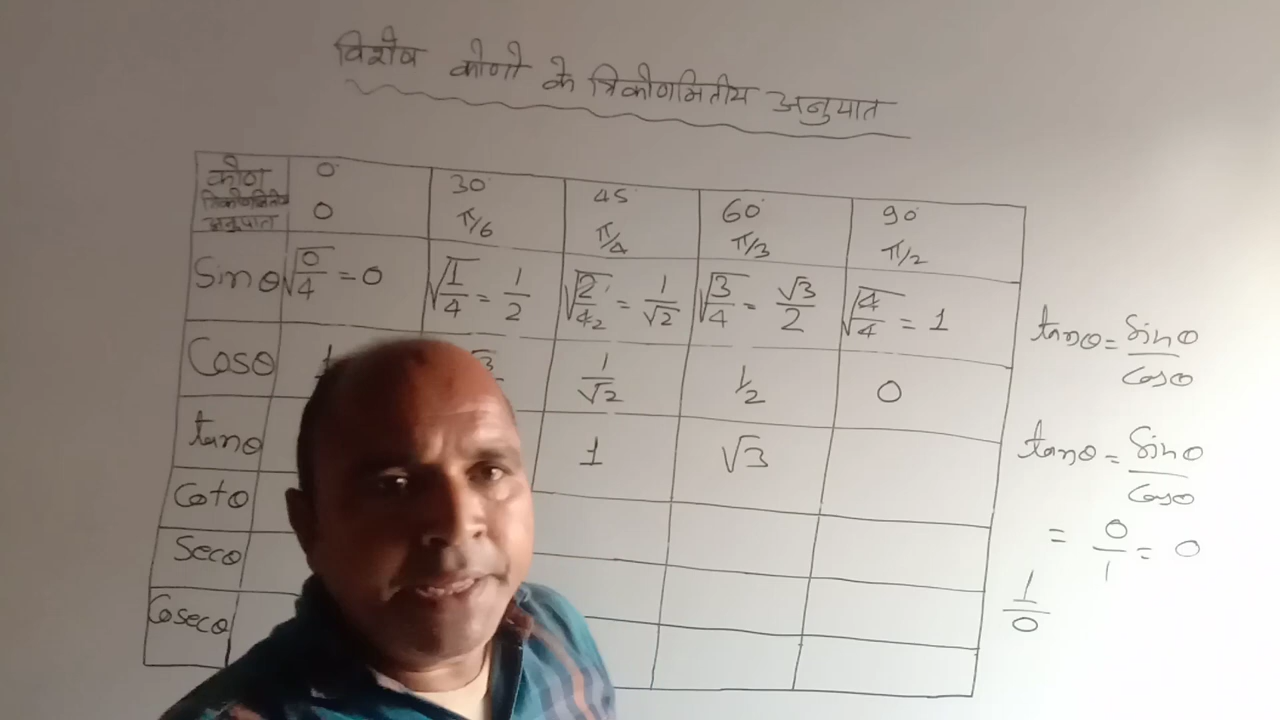 विशेष कोणो के त्रिकोणमितीय अनुपात
कोण
त्रिकोणमितीय
अनुपात
0° 30° 45° 60° 90°
0 π/6 π/4 π/3 π/2
Sinθ √0/4 = 0 √1/4 = 1/2 √2/4₂ = 1/√2 √3/4 = √3/2 √4/4 = 1
Cosθ 1 1/√2 1/2 0
tanθ 1 √3
Cotθ
Secθ
Cosecθ
tanθ = Sinθ/Cosθ
tanθ = Sinθ/Cosθ
= 0/1 = 0
1/0